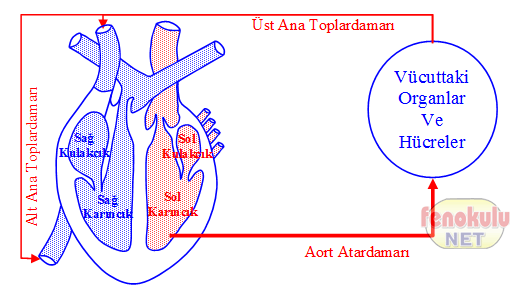 Üst Ana Toplardamarı
Alt Ana Toplardamarı
Vücuttaki
Organlar
Ve
Hücreler
Sağ
Kulakçık
Sol
Kulakçık
Sağ
Karıncık
Sol
Karıncık
Aort Atardamarı
fenokulu
NET